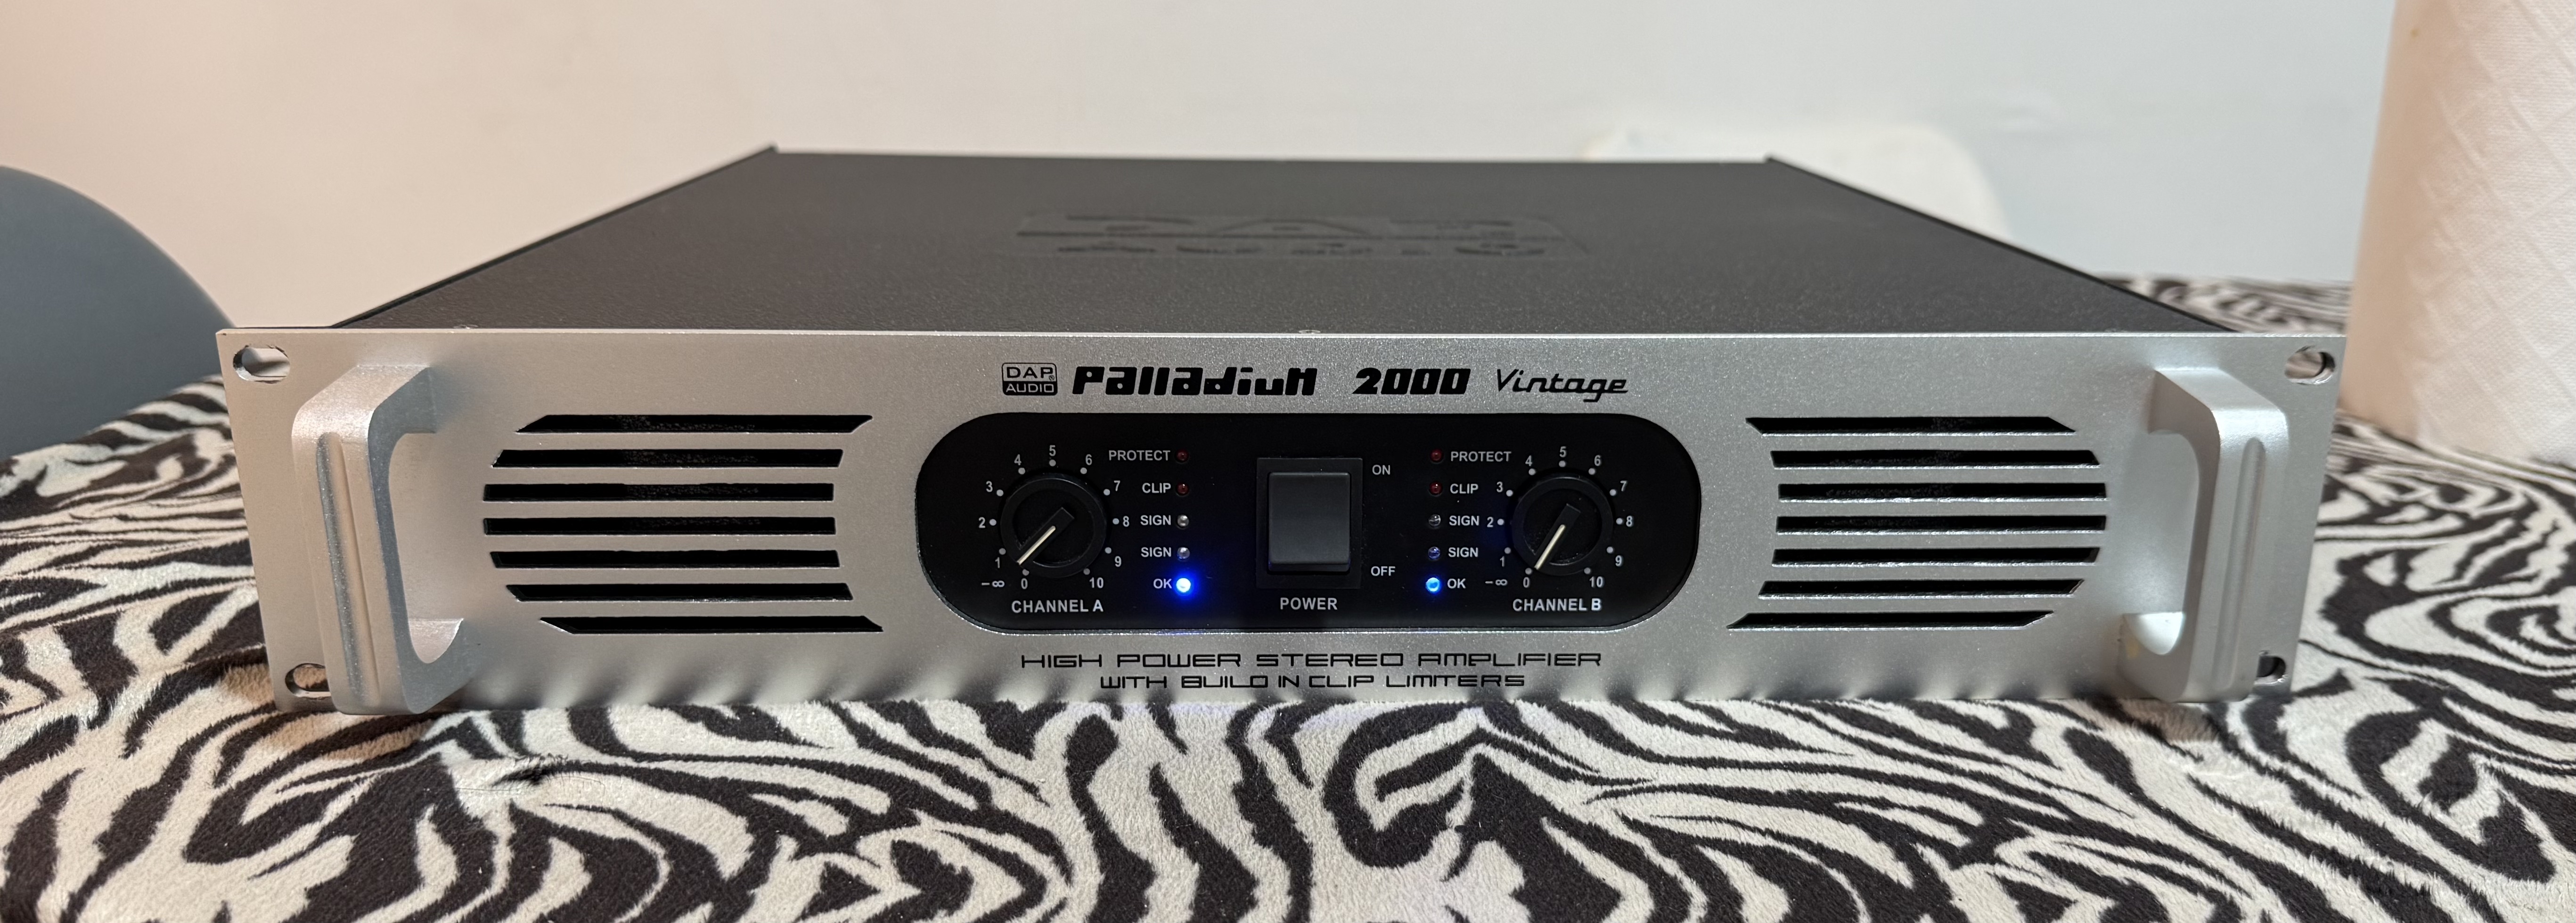 DAP AUDIO Palladium 2000 Vintage
DAP
AUDIO
PROTECT
CLIP
SIGN
SIGN
OK
-∞ 0 1 2 3 4 5 6 7 8 9 10
CHANNEL A
ON
OFF
POWER
PROTECT
CLIP
SIGN
SIGN
OK
-∞ 0 1 2 3 4 5 6 7 8 9 10
CHANNEL B
HIGH POWER STEREO AMPLIFIER
WITH BUILD IN CLIP LIMITERS